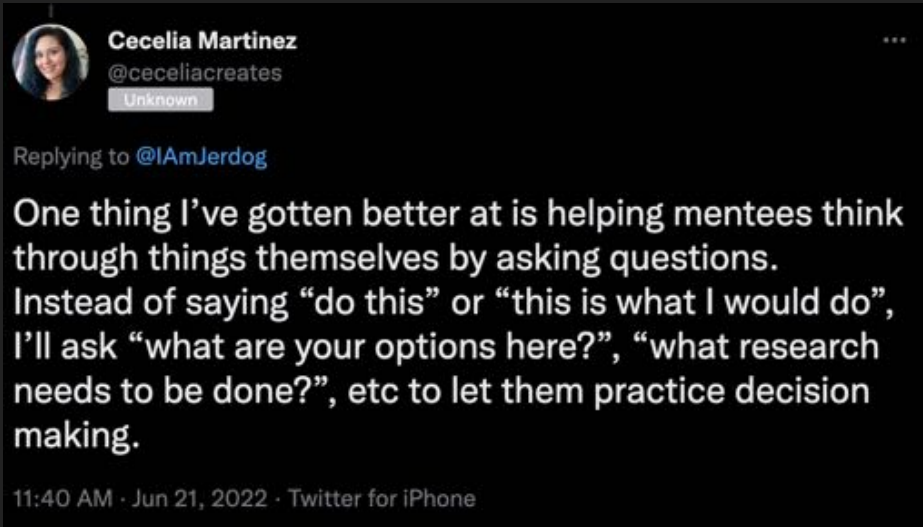 Cecelia Martinez
@ceceliacreates
Unknown
Replying to @IAmJerdog
One thing I’ve gotten better at is helping mentees think
through things themselves by asking questions.
Instead of saying “do this” or “this is what I would do”,
I’ll ask “what are your options here?”, “what research
needs to be done?”, etc to let them practice decision
making.
11:40 AM · Jun 21, 2022 · Twitter for iPhone